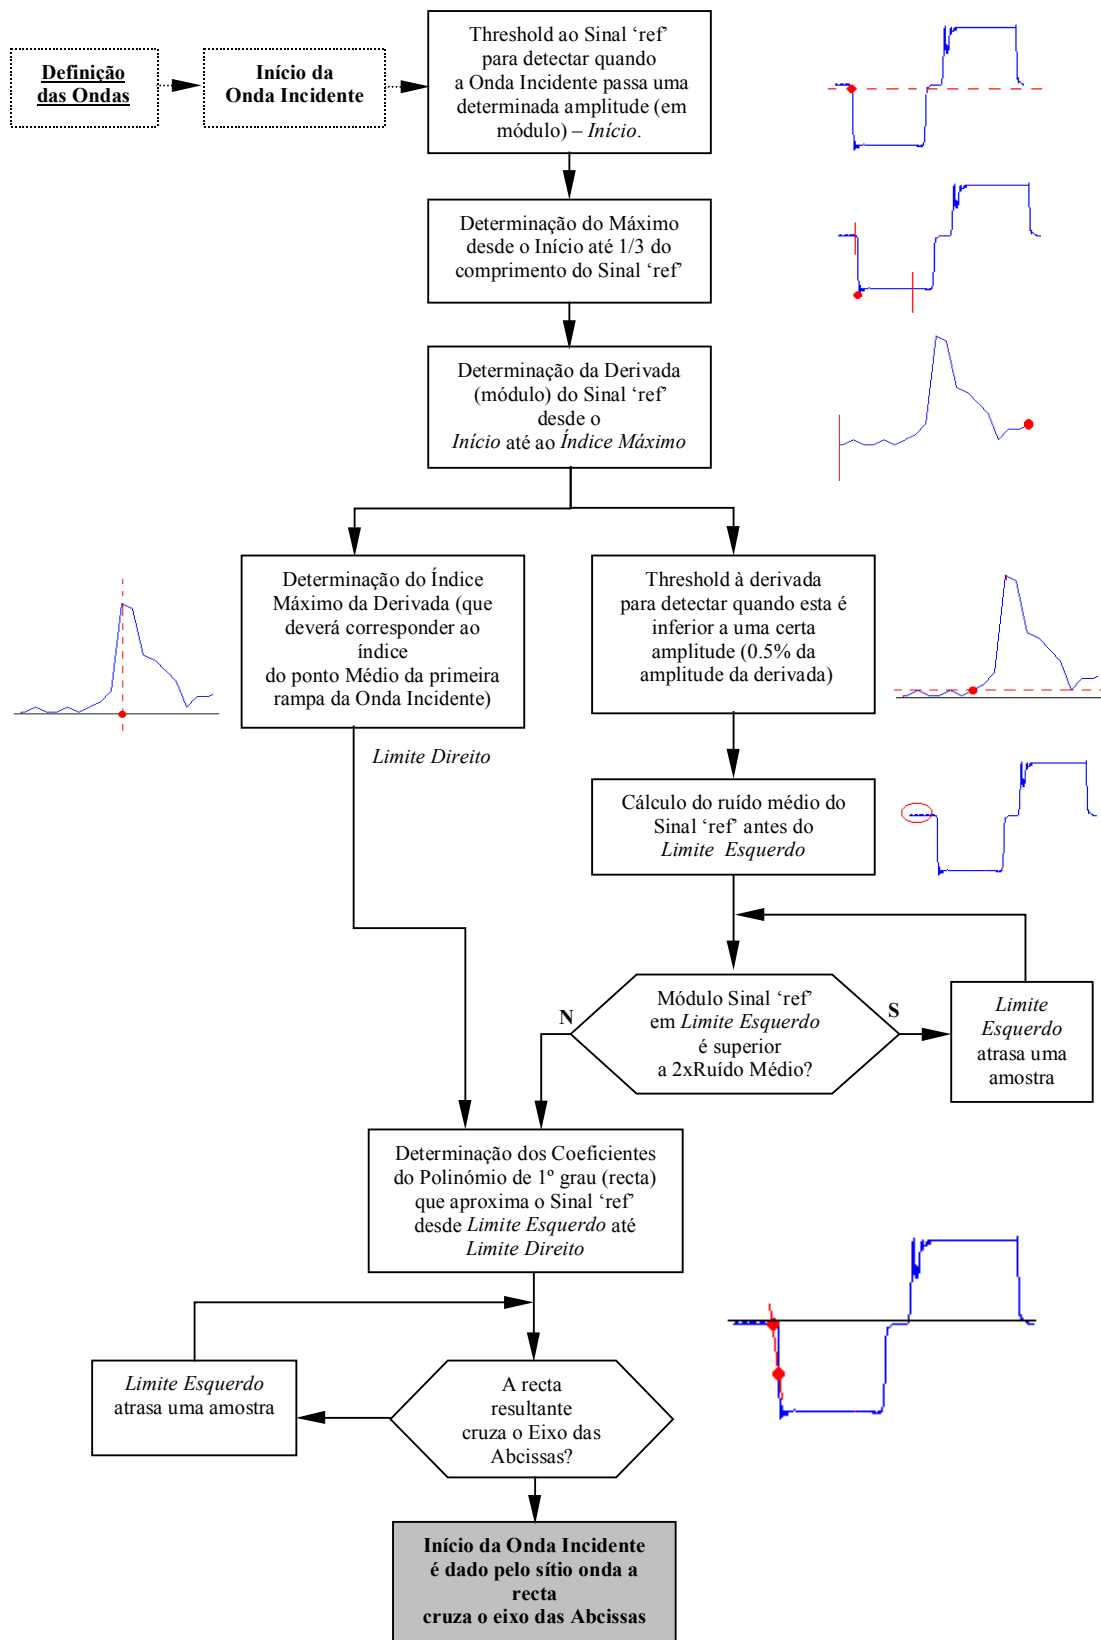 Definição
das Ondas
Início da
Onda Incidente
Threshold ao Sinal ‘ref’
para detectar quando
a Onda Incidente passa uma
determinada amplitude (em
módulo) – Início.
Determinação do Máximo
desde o Início até 1/3 do
comprimento do Sinal ‘ref’
Determinação da Derivada
(módulo) do Sinal ‘ref’
desde o
Início até ao Índice Máximo
Determinação do Índice
Máximo da Derivada (que
deverá corresponder ao
índice
do ponto Médio da primeira
rampa da Onda Incidente)
Threshold à derivada
para detectar quando esta é
inferior a uma certa
amplitude (0.5% da
amplitude da derivada)
Limite Direito
Cálculo do ruído médio do
Sinal ‘ref’ antes do
Limite Esquerdo
N
Módulo Sinal ‘ref’
em Limite Esquerdo
é superior
a 2xRuído Médio?
S
Limite
Esquerdo
atrasa uma
amostra
Determinação dos Coeficientes
do Polinómio de 1º grau (recta)
que aproxima o Sinal ‘ref’
desde Limite Esquerdo até
Limite Direito
Limite Esquerdo
atrasa uma amostra
A recta
resultante
cruza o Eixo das
Abcissas?
Início da Onda Incidente
é dado pelo sítio onda a
recta
cruza o eixo das Abcissas